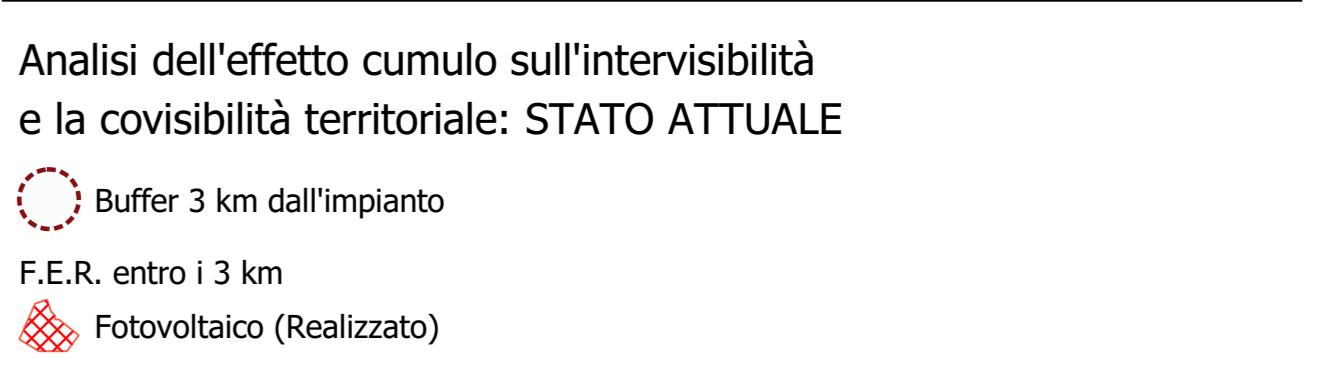 Analisi dell'effetto cumulo sull'intervisibilità
e la covisibilità territoriale: STATO ATTUALE
Buffer 3 km dall'impianto
F.E.R. entro i 3 km
Fotovoltaico (Realizzato)